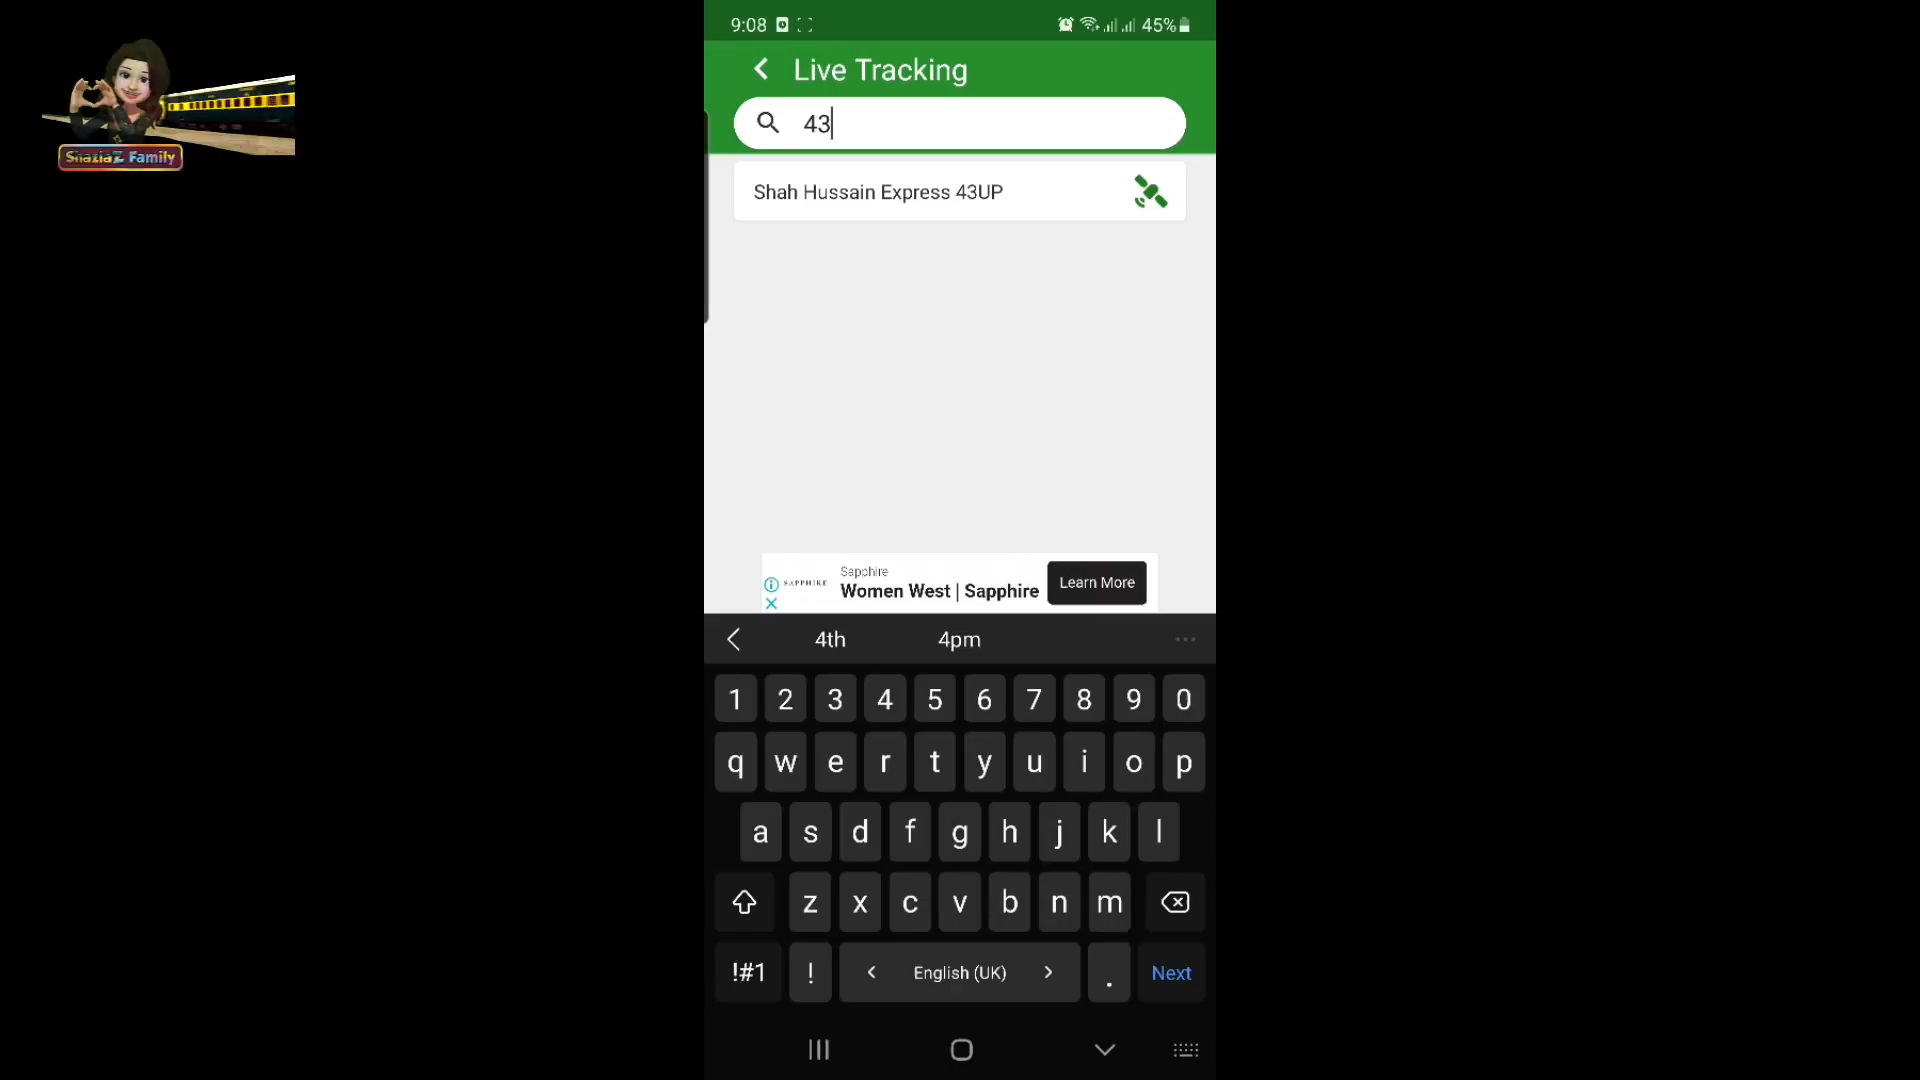 9:08 45%
Live Tracking
43
Shah Hussain Express 43UP
ShaziaZ Family
SAPPHIRE
Sapphire
Women West | Sapphire
Learn More
4th 4pm
1 2 3 4 5 6 7 8 9 0
q w e r t y u i o p
a s d f g h j k l
z x c v b n m
!#1 ! English (UK) . Next